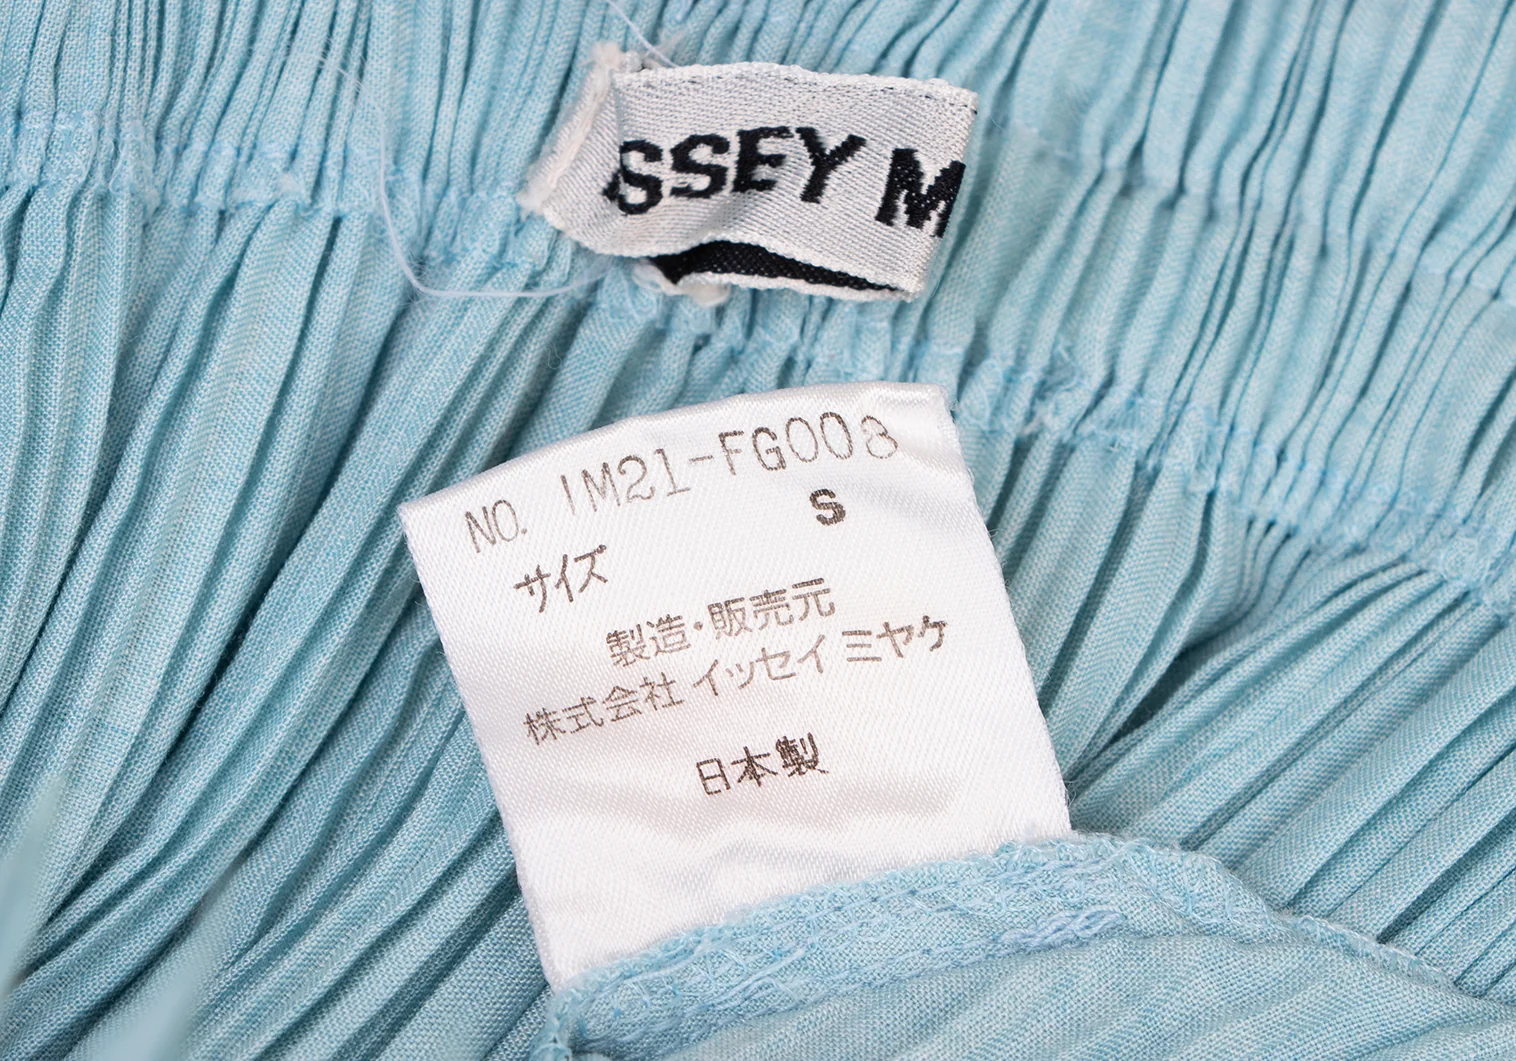 ISSEY M
NO. IM21-FG008
S
サイズ
製造・販売元
株式会社 イッセイ ミヤケ
日本製